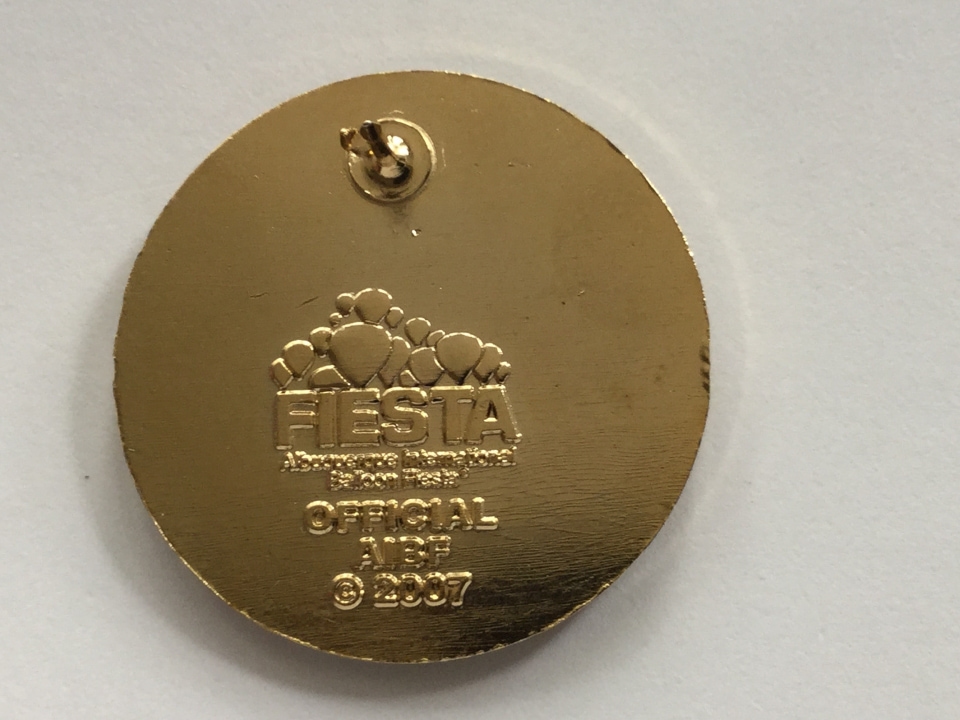 FIESTA
Albuquerque International
Balloon Fiesta®
OFFICIAL
AIBF
© 2007